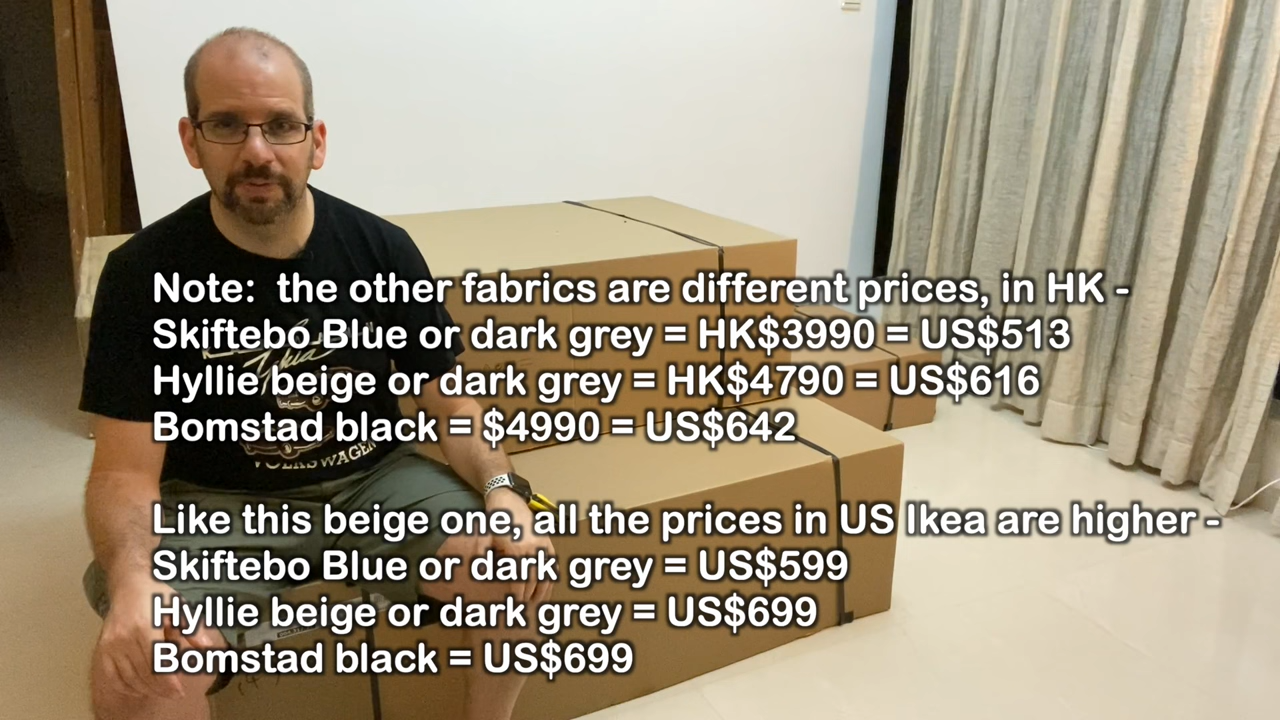 Note:  the other fabrics are different prices, in HK -
Skiftebo Blue or dark grey = HK$3990 = US$513
Hyllie beige or dark grey = HK$4790 = US$616
Bomstad black = $4990 = US$642
Like this beige one, all the prices in US Ikea are higher -
Skiftebo Blue or dark grey = US$599
Hyllie beige or dark grey = US$699
Bomstad black = US$699
VOLKSWAGEN